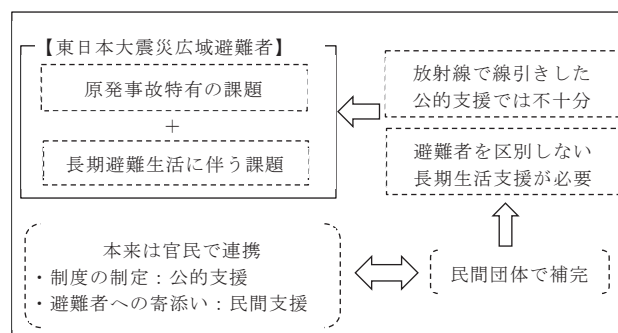 【東日本大震災広域避難者】
原発事故特有の課題
+
長期避難生活に伴う課題
放射線で線引きした
公的支援では不十分
避難者を区別しない
長期生活支援が必要
本来は官民で連携
・制度の制定：公的支援
・避難者への寄添い：民間支援
民間団体で補完